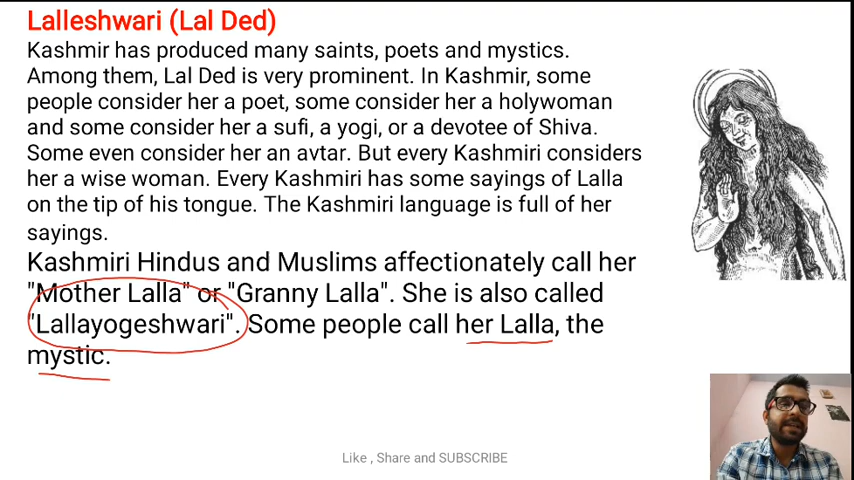 Lalleshwari (Lal Ded)
Kashmir has produced many saints, poets and mystics.
Among them, Lal Ded is very prominent. In Kashmir, some
people consider her a poet, some consider her a holywoman
and some consider her a sufi, a yogi, or a devotee of Shiva.
Some even consider her an avtar. But every Kashmiri considers
her a wise woman. Every Kashmiri has some sayings of Lalla
on the tip of his tongue. The Kashmiri language is full of her
sayings.
Kashmiri Hindus and Muslims affectionately call her
"Mother Lalla" or "Granny Lalla". She is also called
"Lallayogeshwari". Some people call her Lalla, the
mystic.
Like , Share and SUBSCRIBE